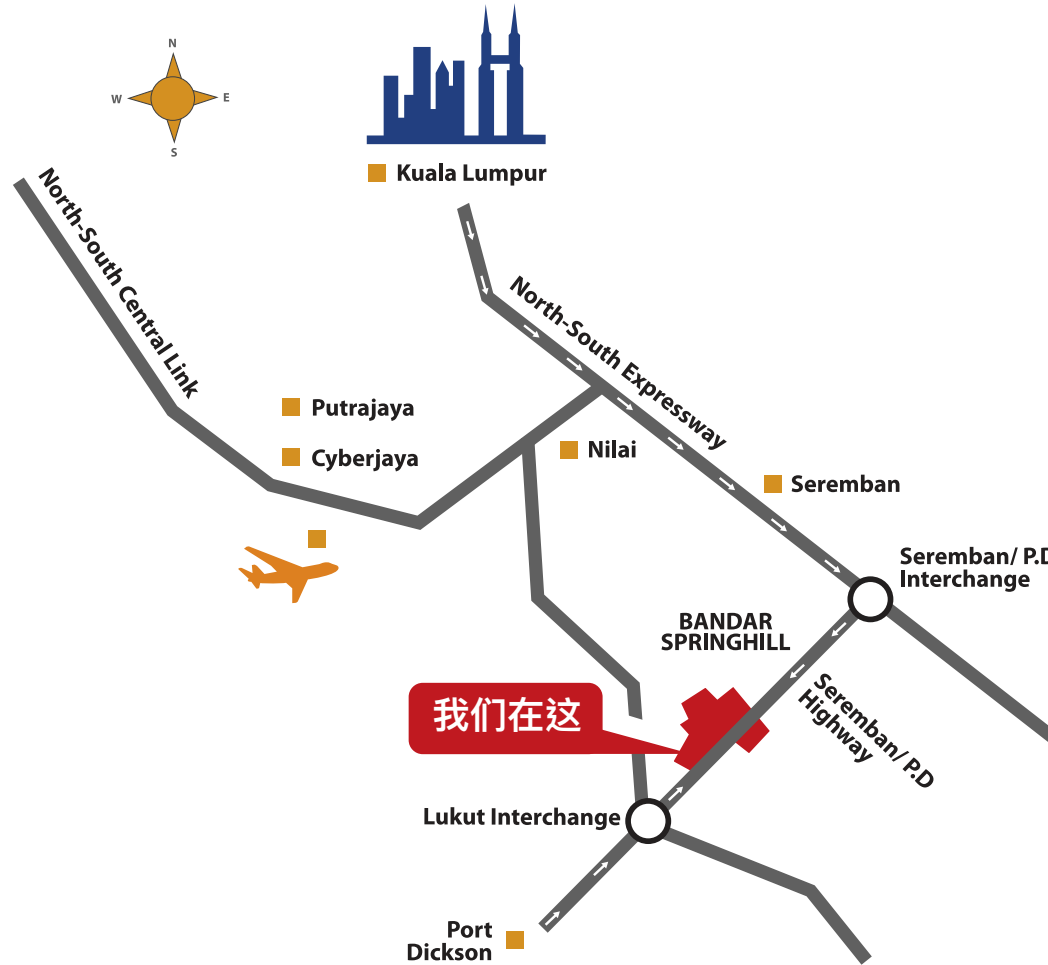 N
W
E
S
Kuala Lumpur
North-South Central Link
North-South Expressway
Putrajaya
Cyberjaya
Nilai
Seremban
Seremban/ P.D
Interchange
BANDAR
SPRINGHILL
我们在这
Seremban/ P.D
Highway
Lukut Interchange
Port
Dickson